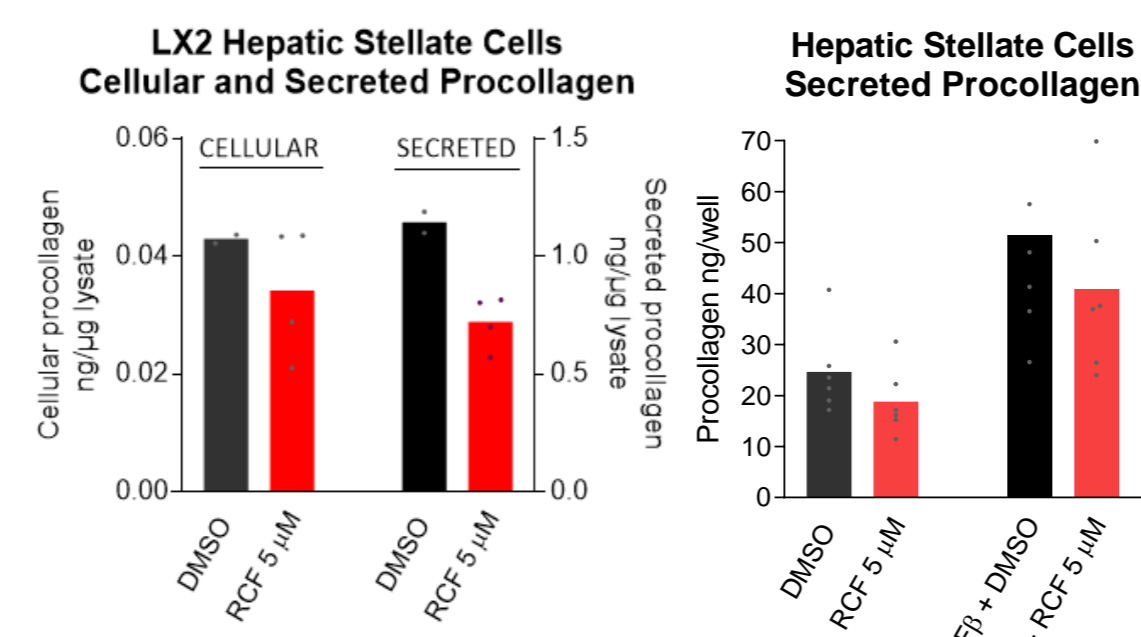 LX2 Hepatic Stellate Cells
Cellular and Secreted Procollagen
CELLULAR
SECRETED
0.06
0.04
0.02
0.00
1.5
1.0
0.5
0.0
Cellular procollagen
ng/µg lysate
Secreted procollagen
ng/µg lysate
DMSO
RCF 5 µM
DMSO
RCF 5 µM
Hepatic Stellate Cells
Secreted Procollagen
70
60
50
40
30
20
10
0
Procollagen ng/well
DMSO
RCF 5 µM
Fβ + DMSO
RCF 5 µM